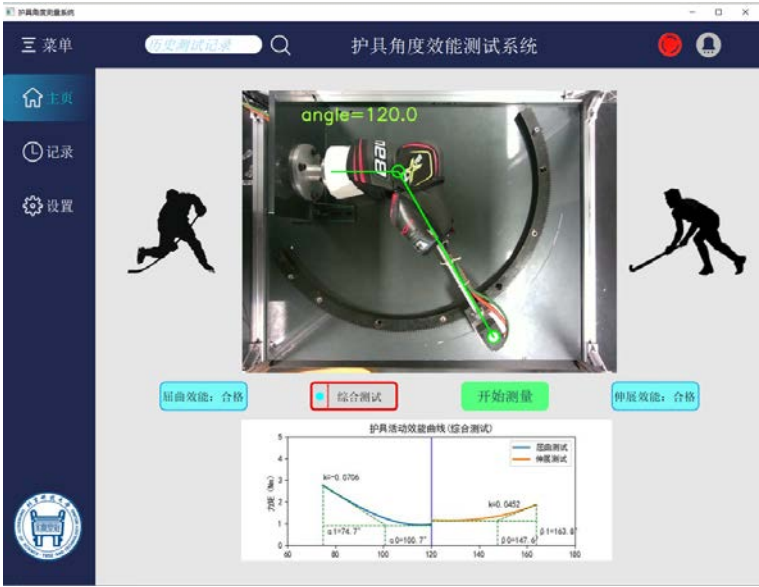 护具角度测量系统
菜单
历史测试记录
护具角度效能测试系统
主页
记录
设置
angle=120.0
屈曲效能：合格
综合测试
开始测量
伸展效能：合格
护具活动效能曲线(综合测试)
屈曲测试
伸展测试
力矩 (Nm)
5
4
3
2
1
0
k=-0.0706
k=0.0452
α1=74.7°
α0=100.7°
β0=147.6
β1=163.8°
60
80
100
120
140
160
180